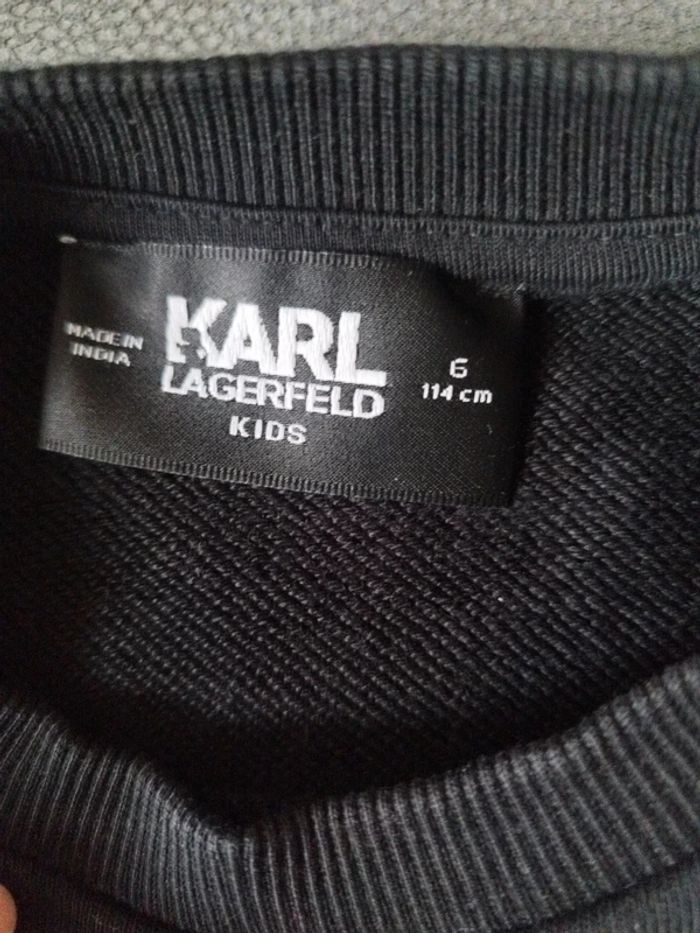 MADE IN
INDIA
KARL
LAGERFELD
KIDS
6
114 cm